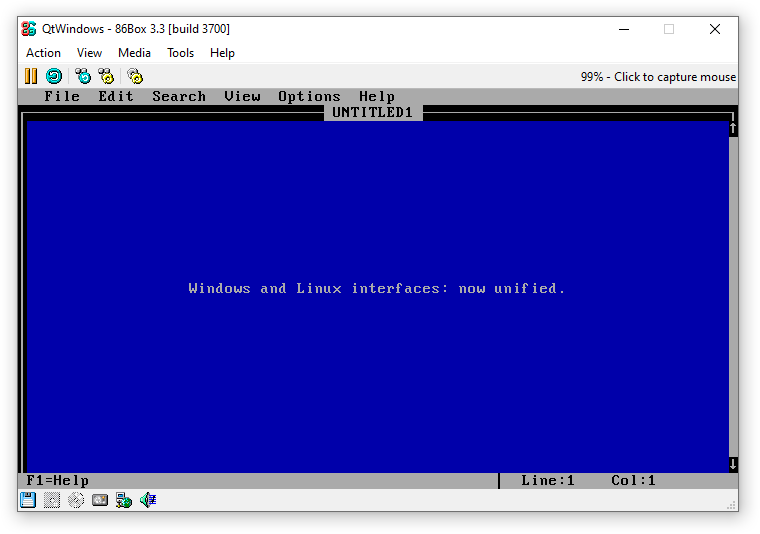 QtWindows - 86Box 3.3 [build 3700]
Action View Media Tools Help
99% - Click to capture mouse
File Edit Search View Options Help
UNTITLED1
Windows and Linux interfaces: now unified.
F1=Help Line:1 Col:1